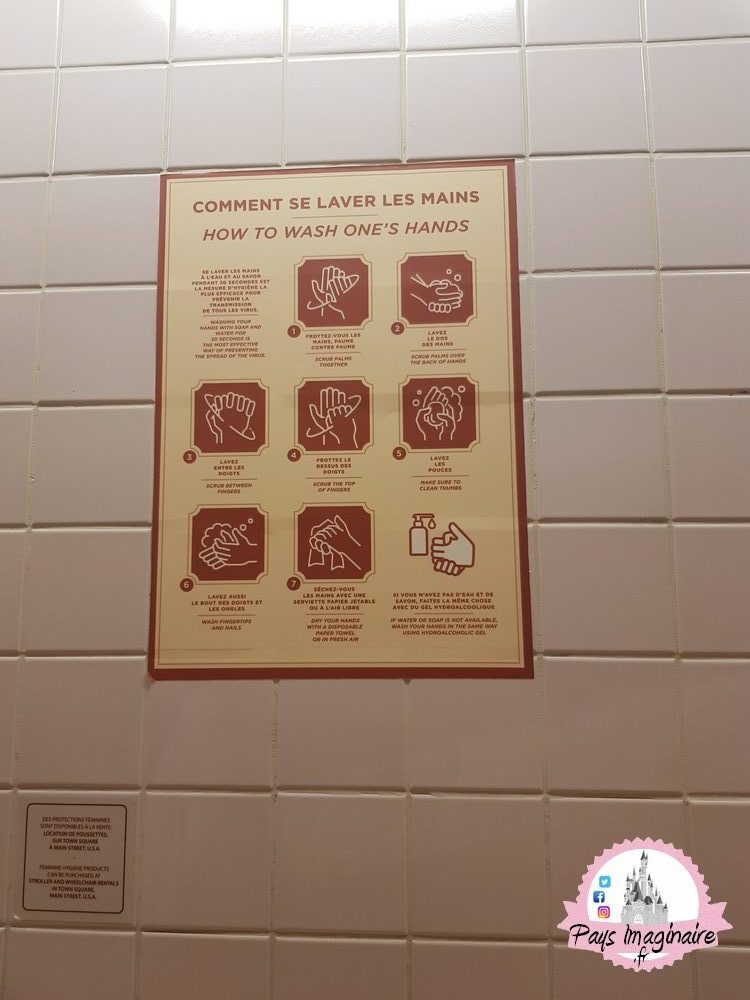 COMMENT SE LAVER LES MAINS
HOW TO WASH ONE'S HANDS
SE LAVER LES MAINS
À L'EAU ET AU SAVON
PENDANT 30 SECONDES EST
LA MESURE D'HYGIÈNE LA
PLUS EFFICACE POUR
PRÉVENIR LA
TRANSMISSION
DE TOUS LES VIRUS.
WASHING YOUR
HANDS WITH SOAP AND
WATER FOR
30 SECONDS IS
THE MOST EFFECTIVE
WAY OF PREVENTING
THE SPREAD OF THE VIRUS.
1
FROTTEZ-VOUS LES
MAINS, PAUME
CONTRE PAUME
SCRUB PALMS
TOGETHER
2
LAVEZ
LE DOS
DES MAINS
SCRUB PALMS OVER
THE BACK OF HANDS
3
LAVEZ
ENTRE LES
DOIGTS
SCRUB BETWEEN
FINGERS
4
FROTTEZ LE
DESSUS DES
DOIGTS
SCRUB THE TOP
OF FINGERS
5
LAVEZ
LES
POUCES
MAKE SURE TO
CLEAN THUMBS
6
LAVEZ AUSSI
LE BOUT DES DOIGTS ET
LES ONGLES
WASH FINGERTIPS
AND NAILS
7
SÉCHEZ-VOUS
LES MAINS AVEC UNE
SERVIETTE PAPIER JETABLE
OU À L'AIR LIBRE
DRY YOUR HANDS
WITH A DISPOSABLE
PAPER TOWEL
OR IN FRESH AIR
SI VOUS N'AVEZ PAS D'EAU ET DE
SAVON, FAITES LA MÊME CHOSE
AVEC DU GEL HYDROALCOOLIQUE
IF WATER OR SOAP IS NOT AVAILABLE,
WASH YOUR HANDS IN THE SAME WAY
USING HYDROALCOHOLIC GEL
DES PROTECTIONS FÉMININES
SONT DISPONIBLES À LA VENTE:
LOCATION DE POUSSETTES,
SUR TOWN SQUARE
À MAIN STREET, U.S.A.
FEMININE HYGIENE PRODUCTS
CAN BE PURCHASED AT
STROLLER AND WHEELCHAIR RENTALS
IN TOWN SQUARE,
MAIN STREET, U.S.A.
Pays Imaginaire
.fr